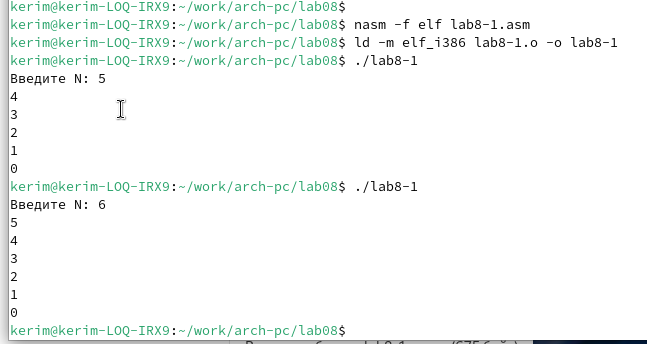 kerim@kerim-LOQ-IRX9:~/work/arch-pc/lab08$
kerim@kerim-LOQ-IRX9:~/work/arch-pc/lab08$ nasm -f elf lab8-1.asm
kerim@kerim-LOQ-IRX9:~/work/arch-pc/lab08$ ld -m elf_i386 lab8-1.o -o lab8-1
kerim@kerim-LOQ-IRX9:~/work/arch-pc/lab08$ ./lab8-1
Введите N: 5
4
3
2
1
0
kerim@kerim-LOQ-IRX9:~/work/arch-pc/lab08$ ./lab8-1
Введите N: 6
5
4
3
2
1
0
kerim@kerim-LOQ-IRX9:~/work/arch-pc/lab08$